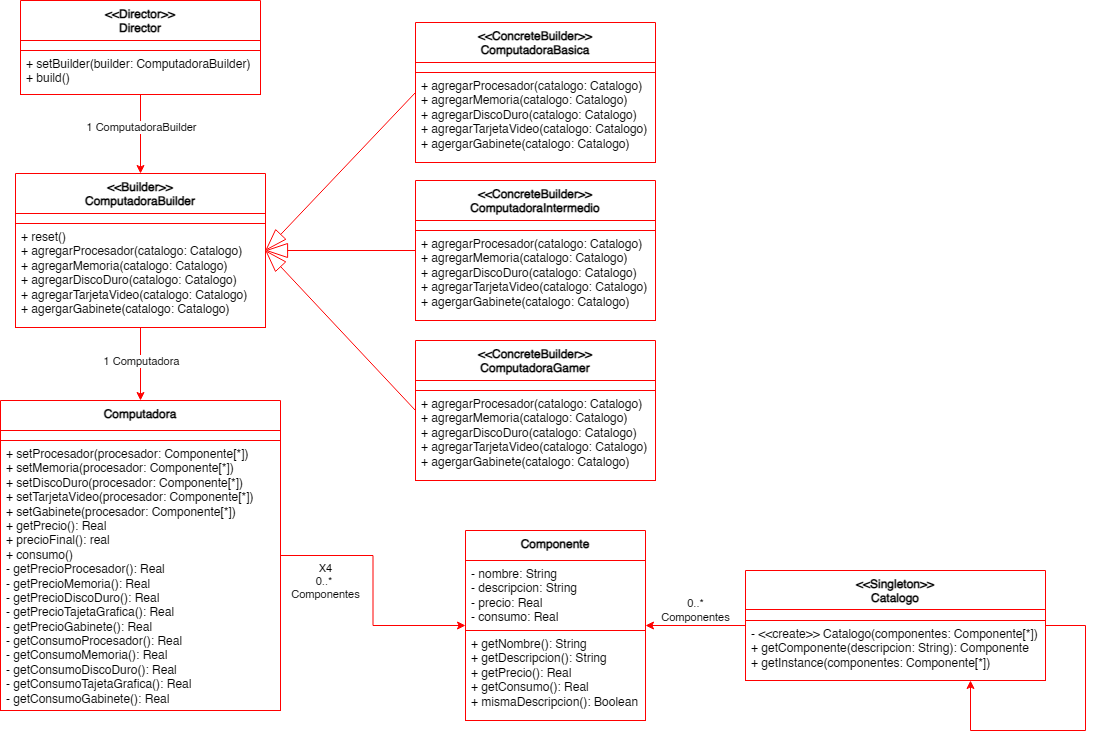 <<Director>>
Director
+ setBuilder(builder: ComputadoraBuilder)
+ build()
1 ComputadoraBuilder
<<Builder>>
ComputadoraBuilder
+ reset()
+ agregarProcesador(catalogo: Catalogo)
+ agregarMemoria(catalogo: Catalogo)
+ agregarDiscoDuro(catalogo: Catalogo)
+ agregarTarjetaVideo(catalogo: Catalogo)
+ agergarGabinete(catalogo: Catalogo)
<<ConcreteBuilder>>
ComputadoraBasica
+ agregarProcesador(catalogo: Catalogo)
+ agregarMemoria(catalogo: Catalogo)
+ agregarDiscoDuro(catalogo: Catalogo)
+ agregarTarjetaVideo(catalogo: Catalogo)
+ agergarGabinete(catalogo: Catalogo)
<<ConcreteBuilder>>
ComputadoraIntermedio
+ agregarProcesador(catalogo: Catalogo)
+ agregarMemoria(catalogo: Catalogo)
+ agregarDiscoDuro(catalogo: Catalogo)
+ agregarTarjetaVideo(catalogo: Catalogo)
+ agergarGabinete(catalogo: Catalogo)
<<ConcreteBuilder>>
ComputadoraGamer
+ agregarProcesador(catalogo: Catalogo)
+ agregarMemoria(catalogo: Catalogo)
+ agregarDiscoDuro(catalogo: Catalogo)
+ agregarTarjetaVideo(catalogo: Catalogo)
+ agergarGabinete(catalogo: Catalogo)
1 Computadora
Computadora
+ setProcesador(procesador: Componente[*])
+ setMemoria(procesador: Componente[*])
+ setDiscoDuro(procesador: Componente[*])
+ setTarjetaVideo(procesador: Componente[*])
+ setGabinete(procesador: Componente[*])
+ getPrecio(): Real
+ precioFinal(): real
+ consumo()
- getPrecioProcesador(): Real
- getPrecioMemoria(): Real
- getPrecioDiscoDuro(): Real
- getPrecioTajetaGrafica(): Real
- getPrecioGabinete(): Real
- getConsumoProcesador(): Real
- getConsumoMemoria(): Real
- getConsumoDiscoDuro(): Real
- getConsumoTajetaGrafica(): Real
- getConsumoGabinete(): Real
X4
0..*
Componentes
Componente
- nombre: String
- descripcion: String
- precio: Real
- consumo: Real
+ getNombre(): String
+ getDescripcion(): String
+ getPrecio(): Real
+ getConsumo(): Real
+ mismaDescripcion(): Boolean
0..*
Componentes
<<Singleton>>
Catalogo
- <<create>> Catalogo(componentes: Componente[*])
+ getComponente(descripcion: String): Componente
+ getInstance(componentes: Componente[*])